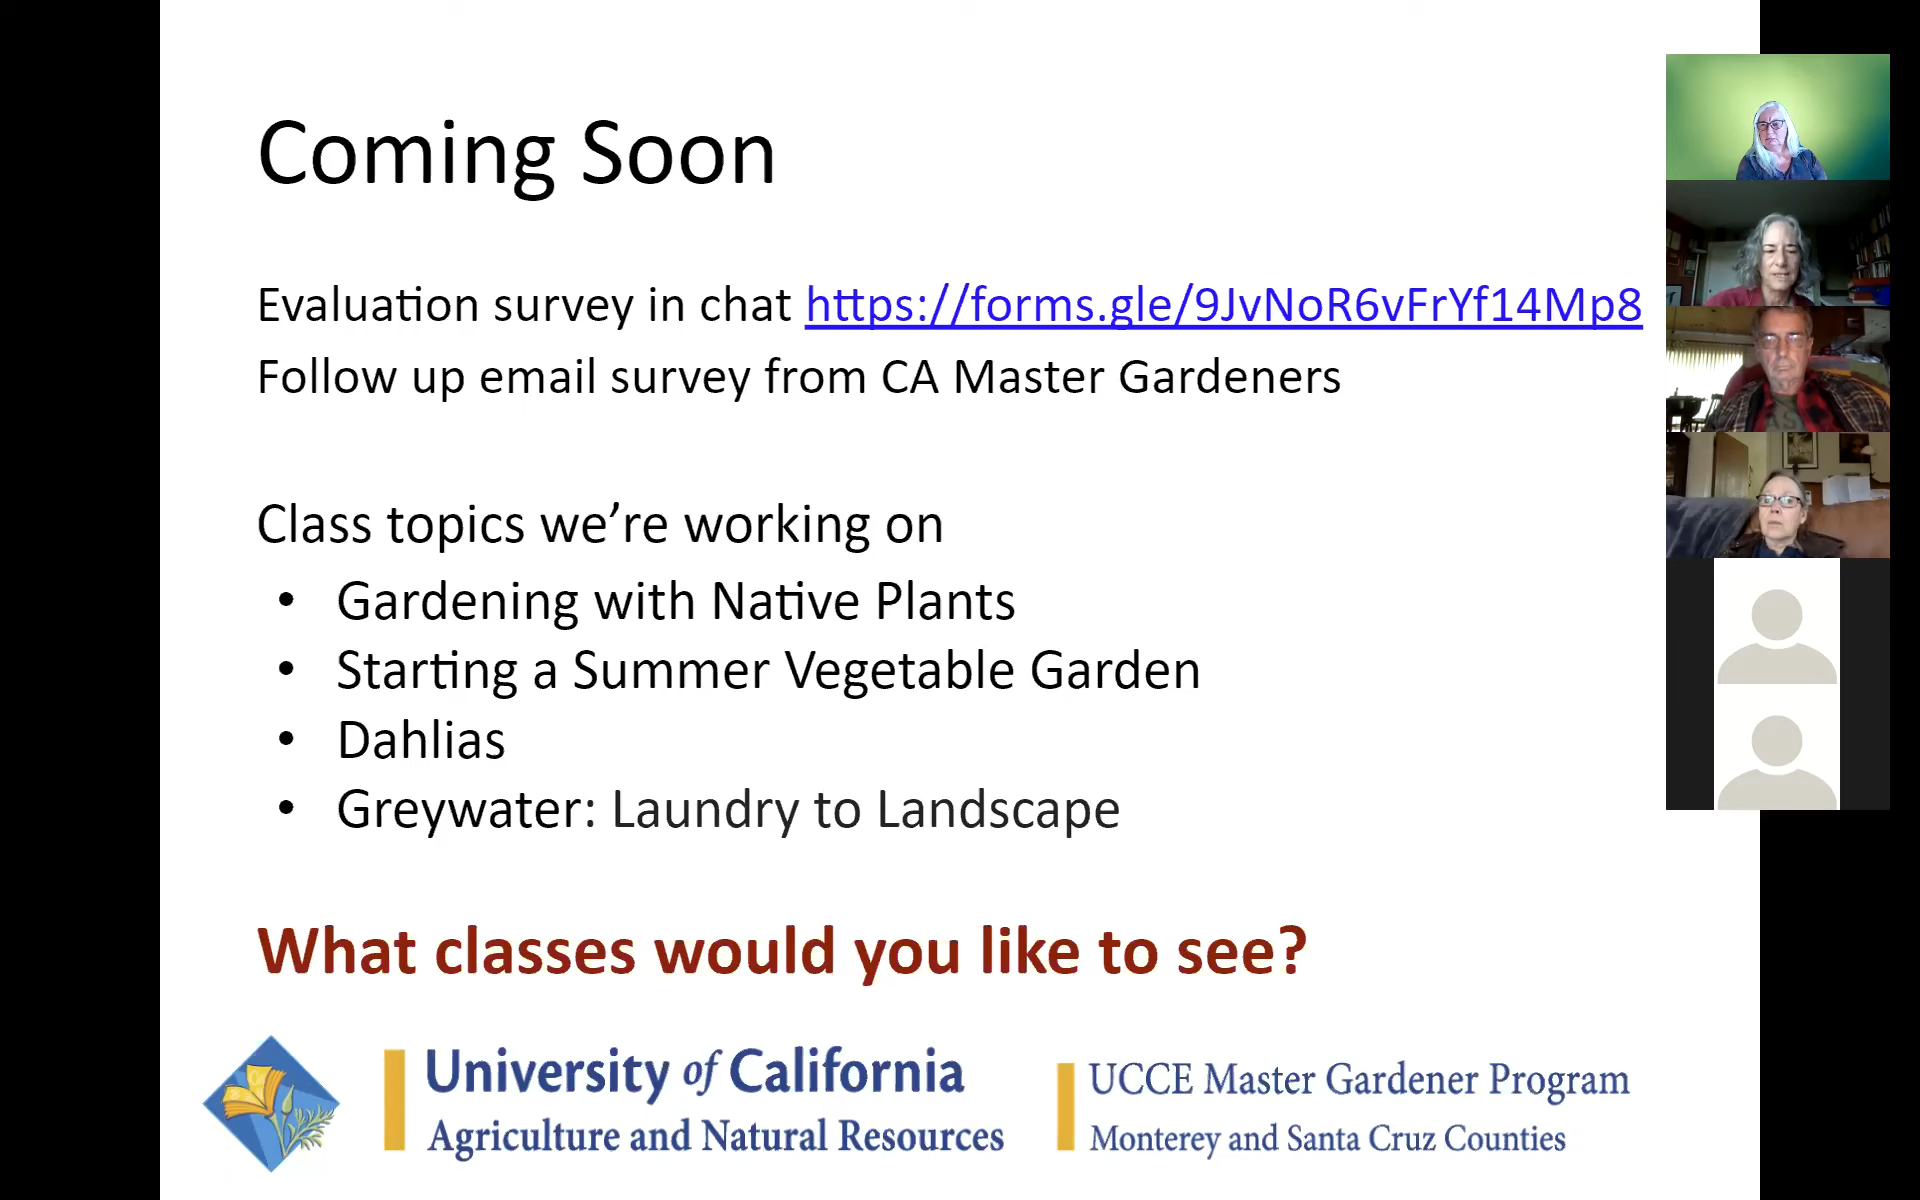 Coming Soon
Evaluation survey in chat https://forms.gle/9JvNoR6vFrYf14Mp8
Follow up email survey from CA Master Gardeners
Class topics we’re working on
• Gardening with Native Plants
• Starting a Summer Vegetable Garden
• Dahlias
• Greywater: Laundry to Landscape
What classes would you like to see?
University of California
Agriculture and Natural Resources
UCCE Master Gardener Program
Monterey and Santa Cruz Counties